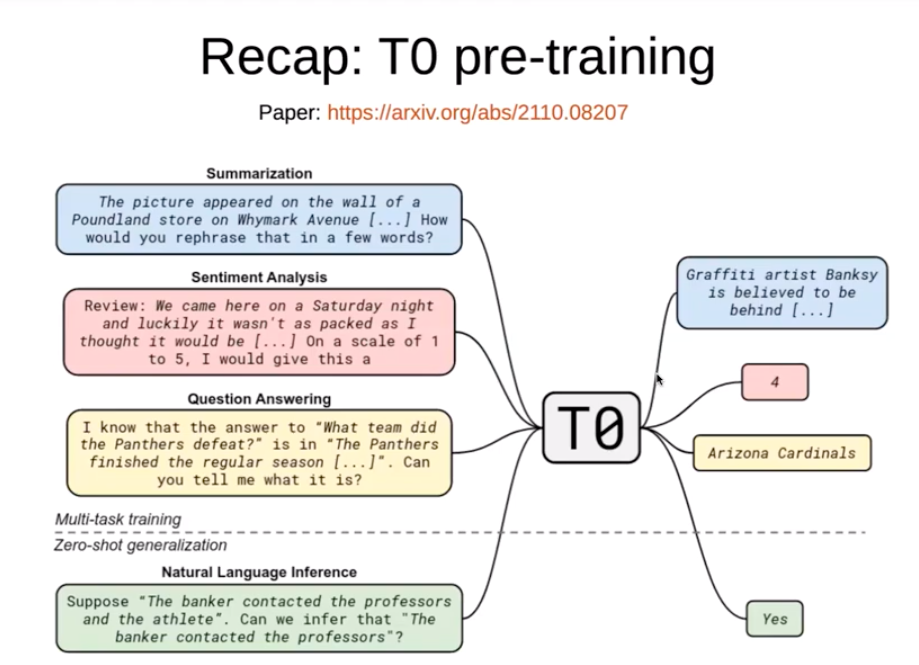 Recap: T0 pre-training
Paper: https://arxiv.org/abs/2110.08207
Summarization
The picture appeared on the wall of a
Poundland store on Whymark Avenue [...] How
would you rephrase that in a few words?
Sentiment Analysis
Review: We came here on a Saturday night
and luckily it wasn't as packed as I
thought it would be [...] On a scale of 1
to 5, I would give this a
Question Answering
I know that the answer to “What team did
the Panthers defeat?” is in “The Panthers
finished the regular season [...]”. Can
you tell me what it is?
Multi-task training
Zero-shot generalization
Natural Language Inference
Suppose “The banker contacted the professors
and the athlete”. Can we infer that "The
banker contacted the professors"?
T0
Graffiti artist Banksy
is believed to be
behind [...]
4
Arizona Cardinals
Yes